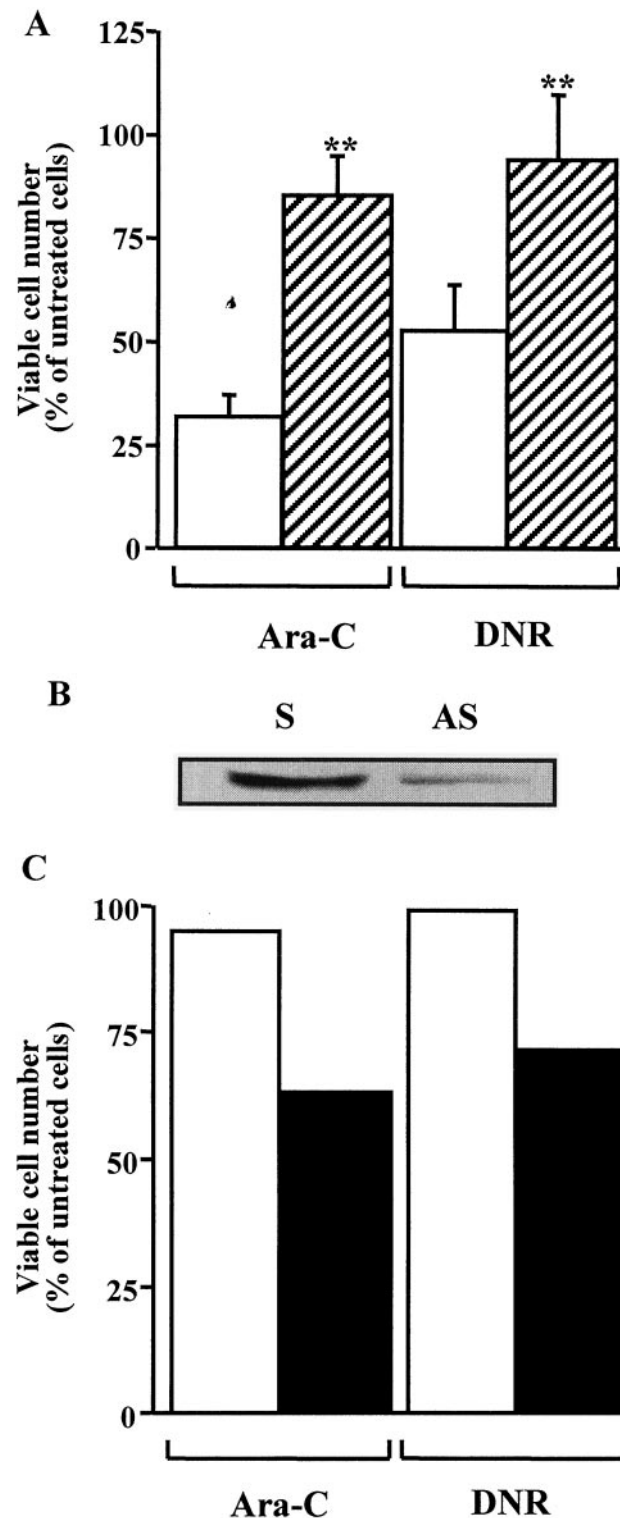 A
Viable cell number
(% of untreated cells)
125
100
75
50
25
0
**
**
Ara-C DNR
B
S AS
C
Viable cell number
(% of untreated cells)
100
75
50
25
0
Ara-C DNR